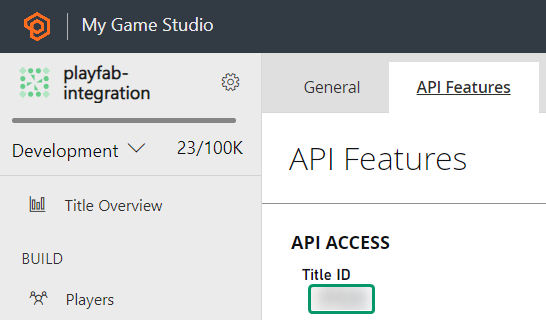 My Game Studio
playfab-
integration
Development 23/100K
Title Overview
BUILD
Players
General API Features
API Features
API ACCESS
Title ID